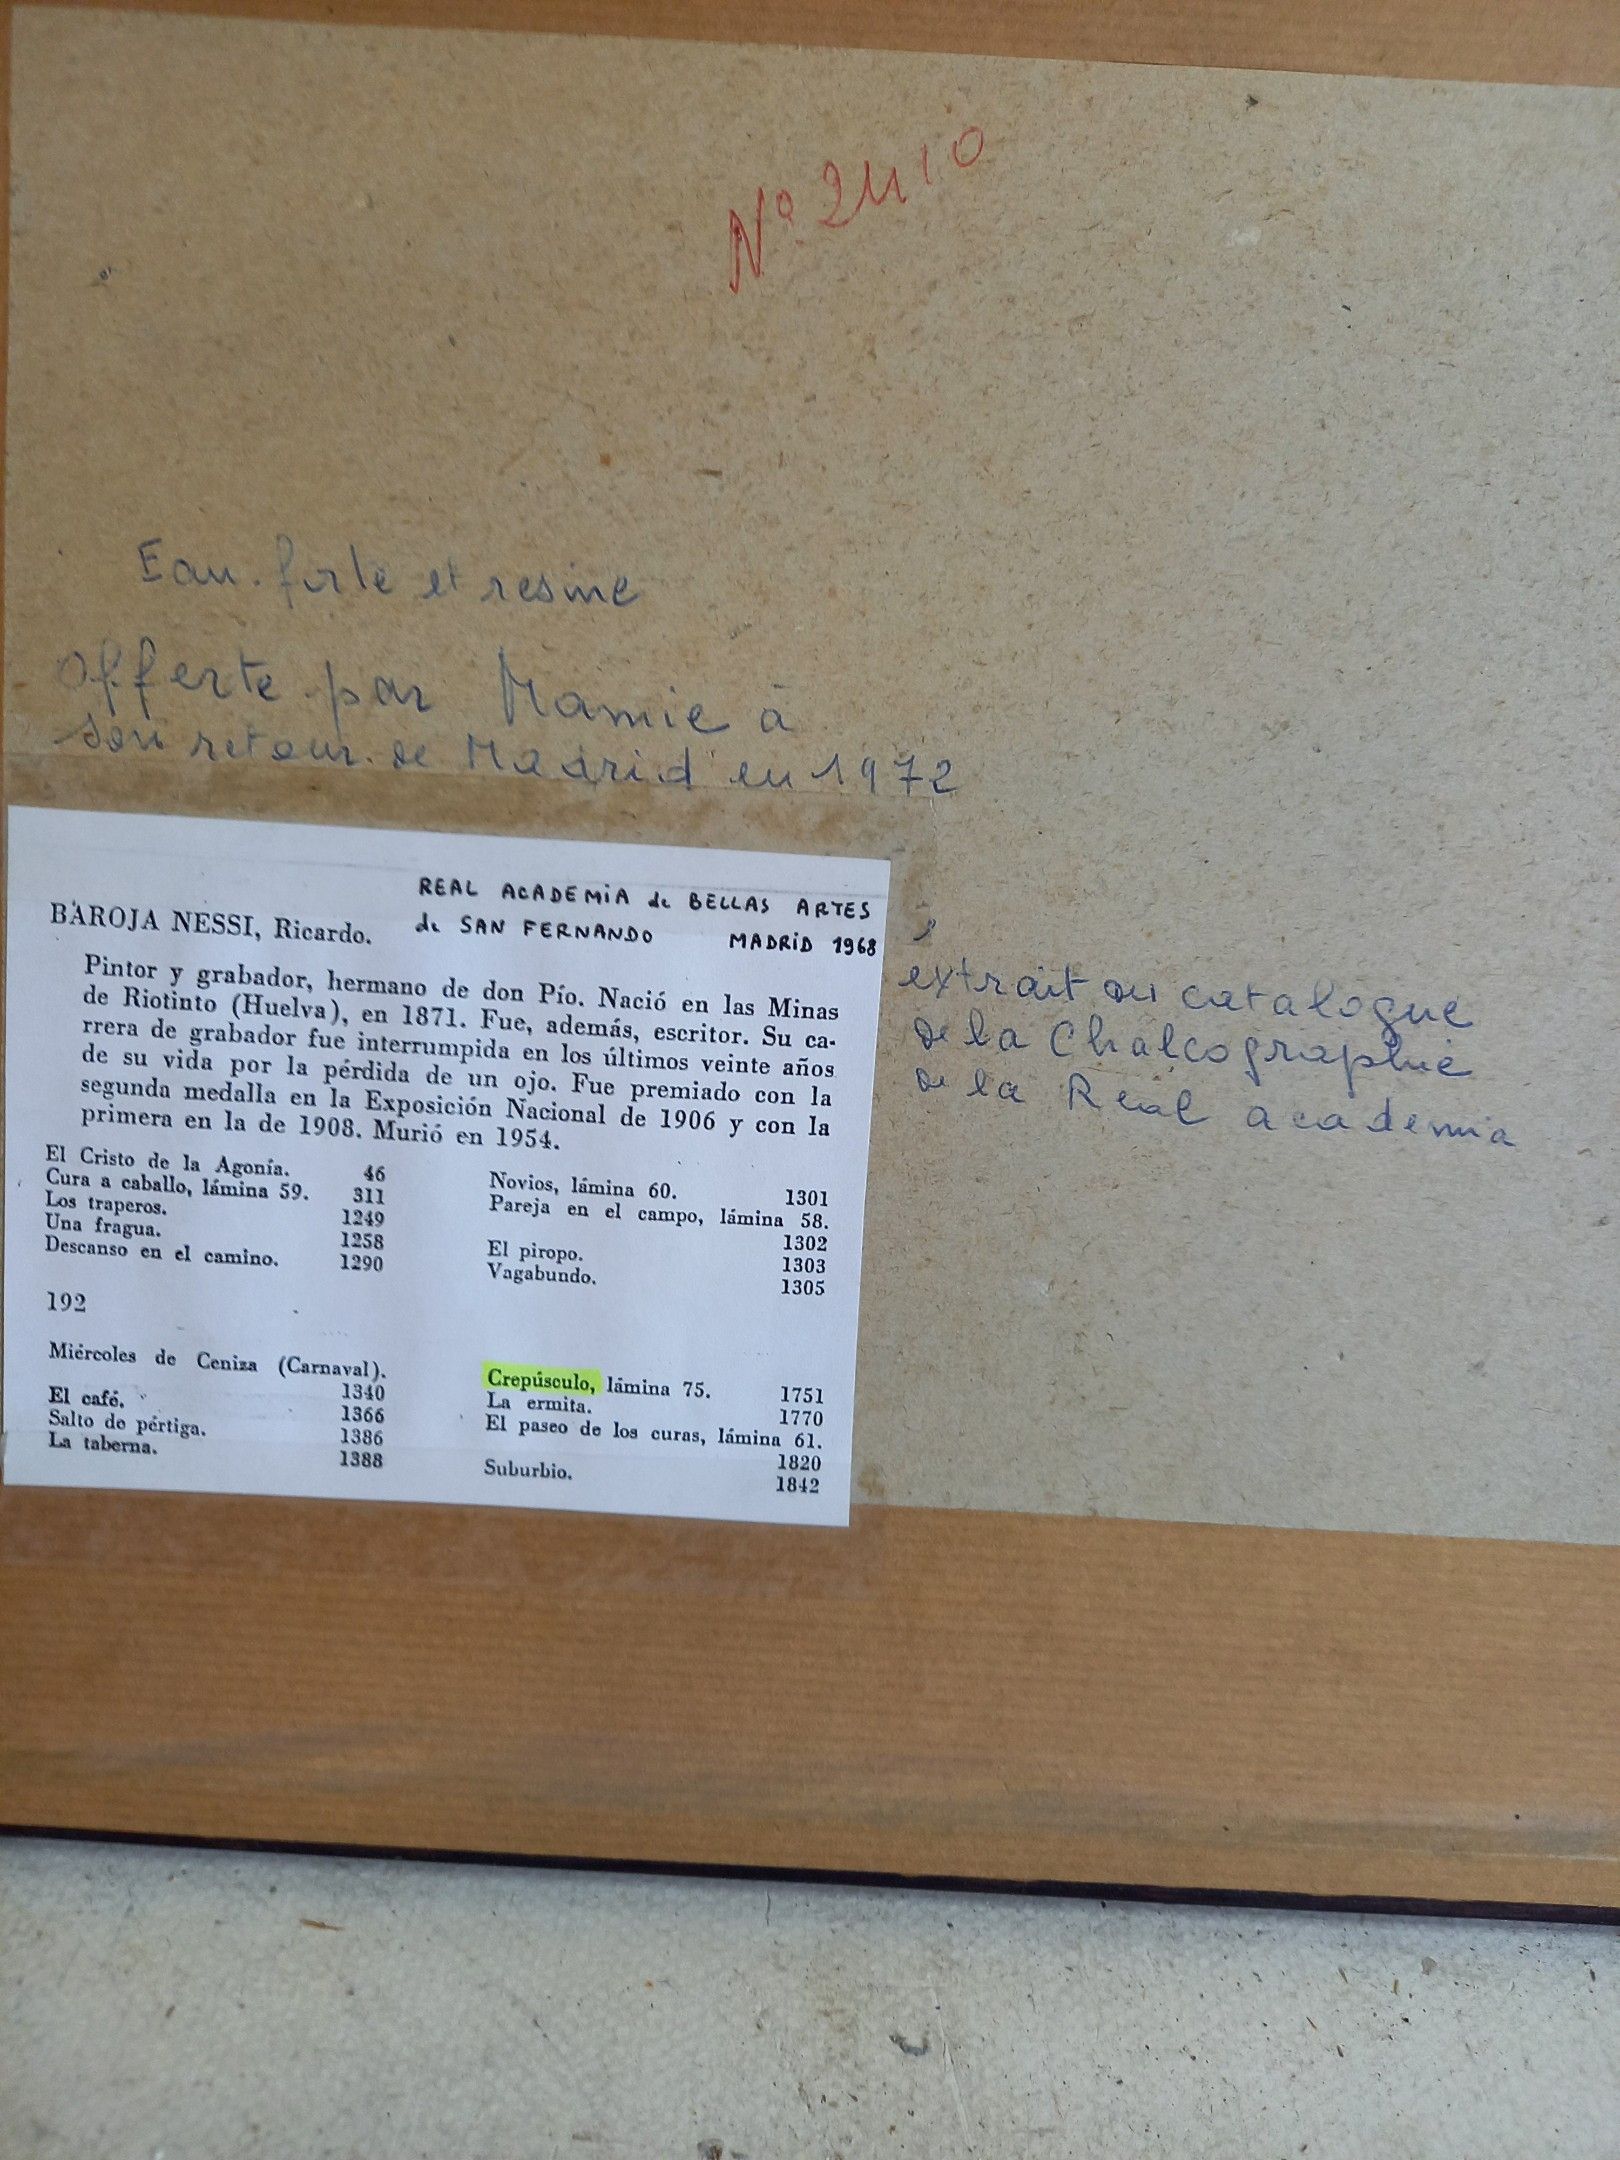 Nº. 2410
Eau-forte et resine
Offerte par Mamie à
son retour de Madrid en 1972
REAL ACADEMIA de BELLAS ARTES
de SAN FERNANDO MADRID 1968
BAROJA NESSI, Ricardo.
Pintor y grabador, hermano de don Pío. Nació en las Minas
de Riotinto (Huelva), en 1871. Fue, además, escritor. Su ca-
rrera de grabador fue interrumpida en los últimos veinte años
de su vida por la pérdida de un ojo. Fue premiado con la
segunda medalla en la Exposición Nacional de 1906 y con la
primera en la de 1908. Murió en 1954.
El Cristo de la Agonía. 46
Cura a caballo, lámina 59. 311
Los traperos. 1249
Una fragua. 1258
Descanso en el camino. 1290
Novios, lámina 60. 1301
Pareja en el campo, lámina 58.
1302
El piropo. 1303
Vagabundo. 1305
192
Miércoles de Ceniza (Carnaval).
1340
El café. 1366
Salto de pértiga. 1386
La taberna. 1388
Crepúsculo, lámina 75. 1751
La ermita. 1770
El paseo de los curas, lámina 61.
1820
Suburbio. 1842
extrait du catalogue
de la Chalcographie
de la Real academia